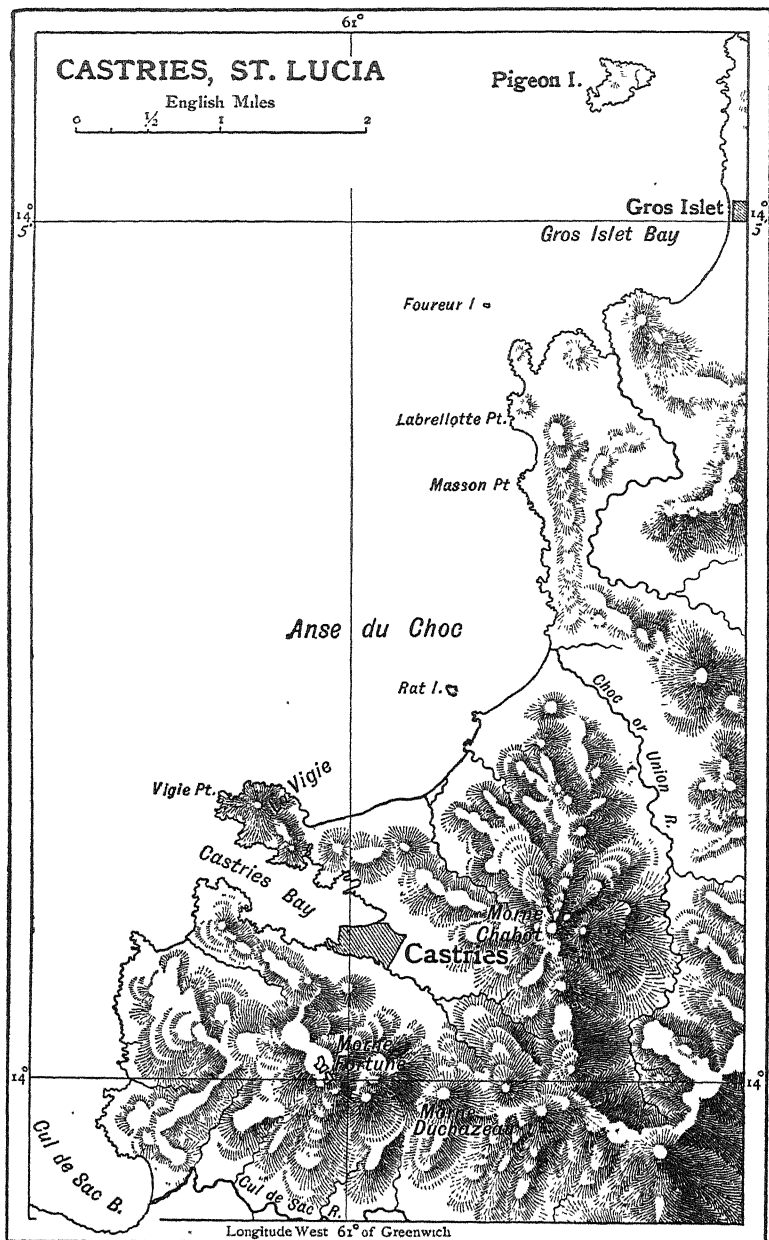 61°
CASTRIES, ST. LUCIA
English Miles
0 ½ 1 2
Pigeon I.
Gros Islet
14° 5'
14° 5'
Gros Islet Bay
Foureur I
Labrellotte Pt.
Masson Pt
Anse du Choc
Rat I.
Choc or Union R.
Vigie Pt.
La Vigie
Castries Bay
Morne
Chabot
Castries
Morne
Fortune
14°
14°
Morne
Duchazeau
Cul de Sac B.
Cul de Sac R.
Longitude West 61° of Greenwich